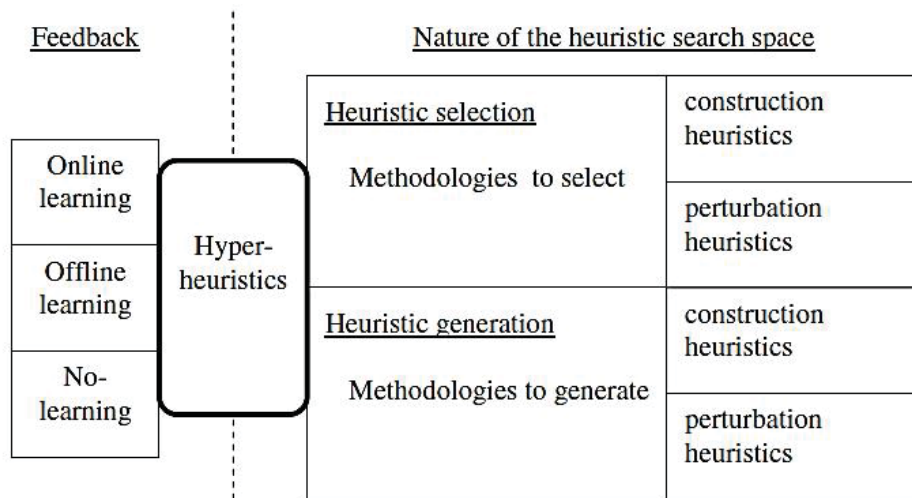 Feedback
Nature of the heuristic search space
Online
learning
Offline
learning
No-
learning
Hyper-
heuristics
Heuristic selection
Methodologies to select
construction
heuristics
perturbation
heuristics
Heuristic generation
Methodologies to generate
construction
heuristics
perturbation
heuristics